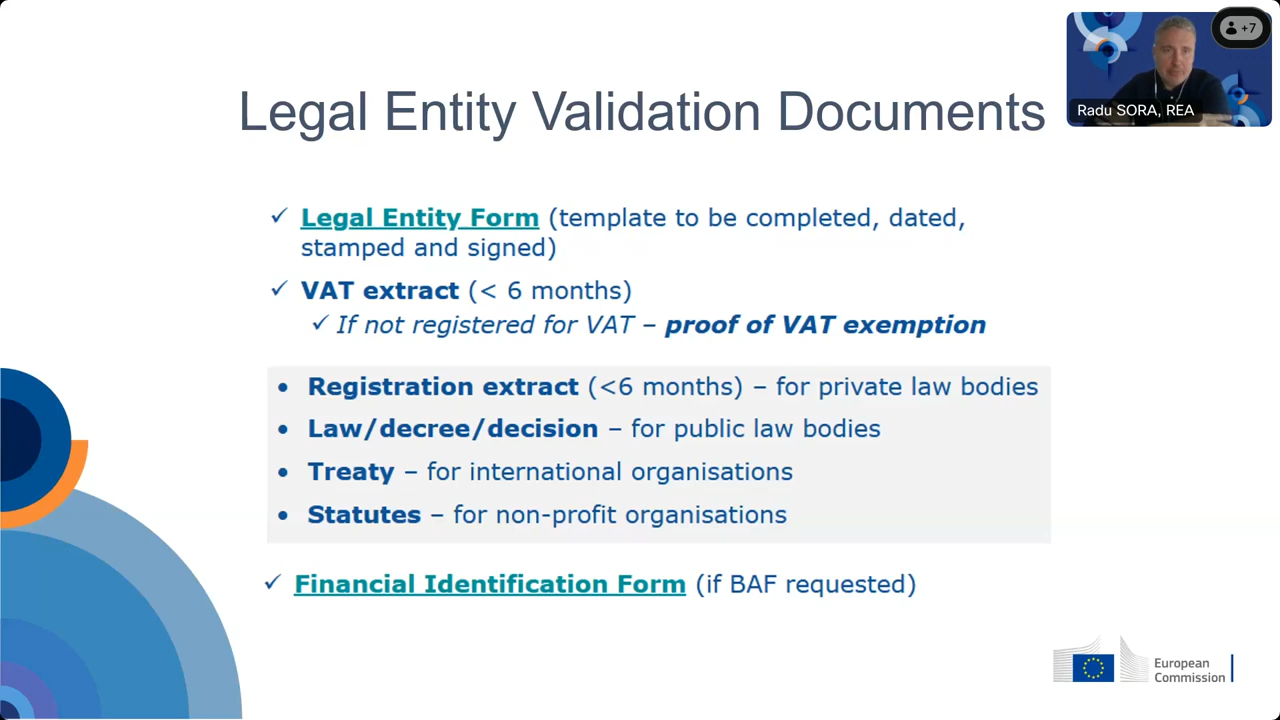 Legal Entity Validation Documents
+7
Radu SORA, REA
✓ Legal Entity Form (template to be completed, dated,
stamped and signed)
✓ VAT extract (< 6 months)
✓ If not registered for VAT – proof of VAT exemption
• Registration extract (<6 months) – for private law bodies
• Law/decree/decision – for public law bodies
• Treaty – for international organisations
• Statutes – for non-profit organisations
✓ Financial Identification Form (if BAF requested)
European
Commission